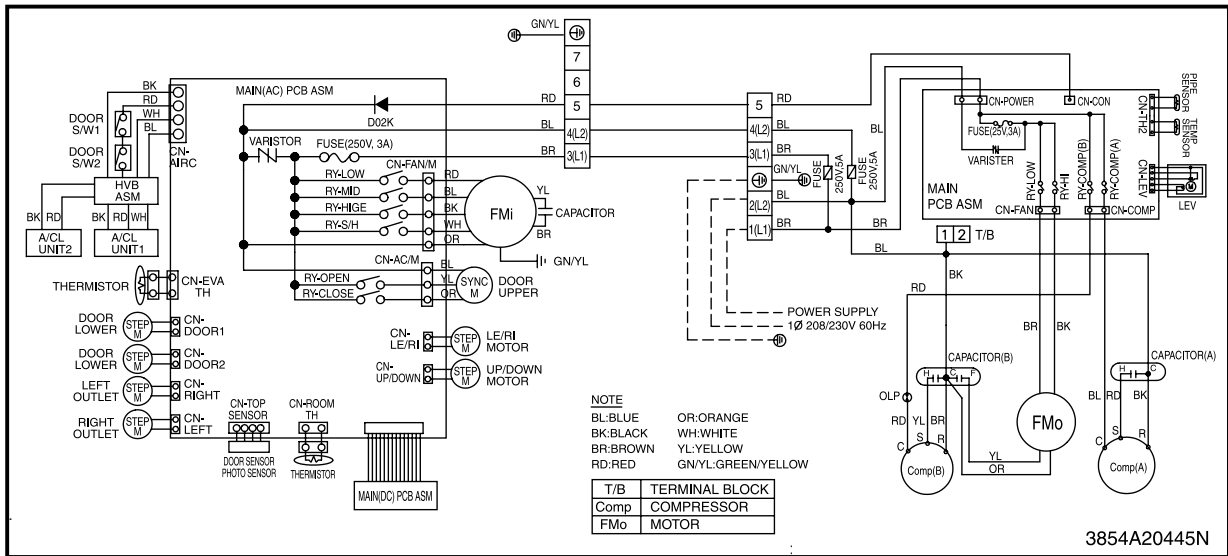 GN/YL
7
6
5
4(L2)
3(L1)
MAIN(AC) PCB ASM
D02K
RD
BL
BR
VARISTOR
FUSE(250V, 3A)
BK
RD
WH
BL
DOOR
S/W1
DOOR
S/W2
CN-
AIRC
HVB
ASM
BK RD
BK RD WH
A/CL
UNIT2
A/CL
UNIT1
CN-FAN/M
RY-LOW
RY-MID
RY-HIGE
RY-S/H
RD
BL
BK
WH
OR
FMi
YL
BR
CAPACITOR
GN/YL
CN-AC/M
RY-OPEN
RY-CLOSE
BL
YL
OR
SYNC
M
DOOR
UPPER
THERMISTOR
CN-EVA
TH
DOOR
LOWER
STEP
M
CN-
DOOR1
DOOR
LOWER
STEP
M
CN-
DOOR2
LEFT
OUTLET
STEP
M
CN-
RIGHT
RIGHT
OUTLET
STEP
M
CN-
LEFT
CN-
LE/RI
STEP
M
LE/RI
MOTOR
CN-
UP/DOWN
STEP
M
UP/DOWN
MOTOR
CN-TOP
SENSOR
DOOR SENSOR
PHOTO SENSOR
CN-ROOM
TH
THERMISTOR
MAIN(DC) PCB ASM
5
4(L2)
3(L1)
2(L2)
1(L1)
RD
BL
BR
GN/YL
BL
BR
FUSE
250V,5A
FUSE
250V,5A
BL
BR
BL
POWER SUPPLY
1Ø 208/230V 60Hz
CN-POWER
CN-CON
FUSE(25V,3A)
VARISTER
MAIN
PCB ASM
RY-LOW
RY-HI
RY-COMP(B)
RY-COMP(A)
CN-FAN
CN-COMP
CN-TH2
CN-LEV
PIPE
SENSOR
TEMP
SENSOR
M
LEV
1 2 T/B
BK
RD
BR
BK
CAPACITOR(B)
H C F
CAPACITOR(A)
H C
OLP
RD YL BR
C S R
Comp(B)
YL
OR
FMo
BL RD BK
C S R
Comp(A)
NOTE
BL:BLUE OR:ORANGE
BK:BLACK WH:WHITE
BR:BROWN YL:YELLOW
RD:RED GN/YL:GREEN/YELLOW
T/B TERMINAL BLOCK
Comp COMPRESSOR
FMo MOTOR
3854A20445N